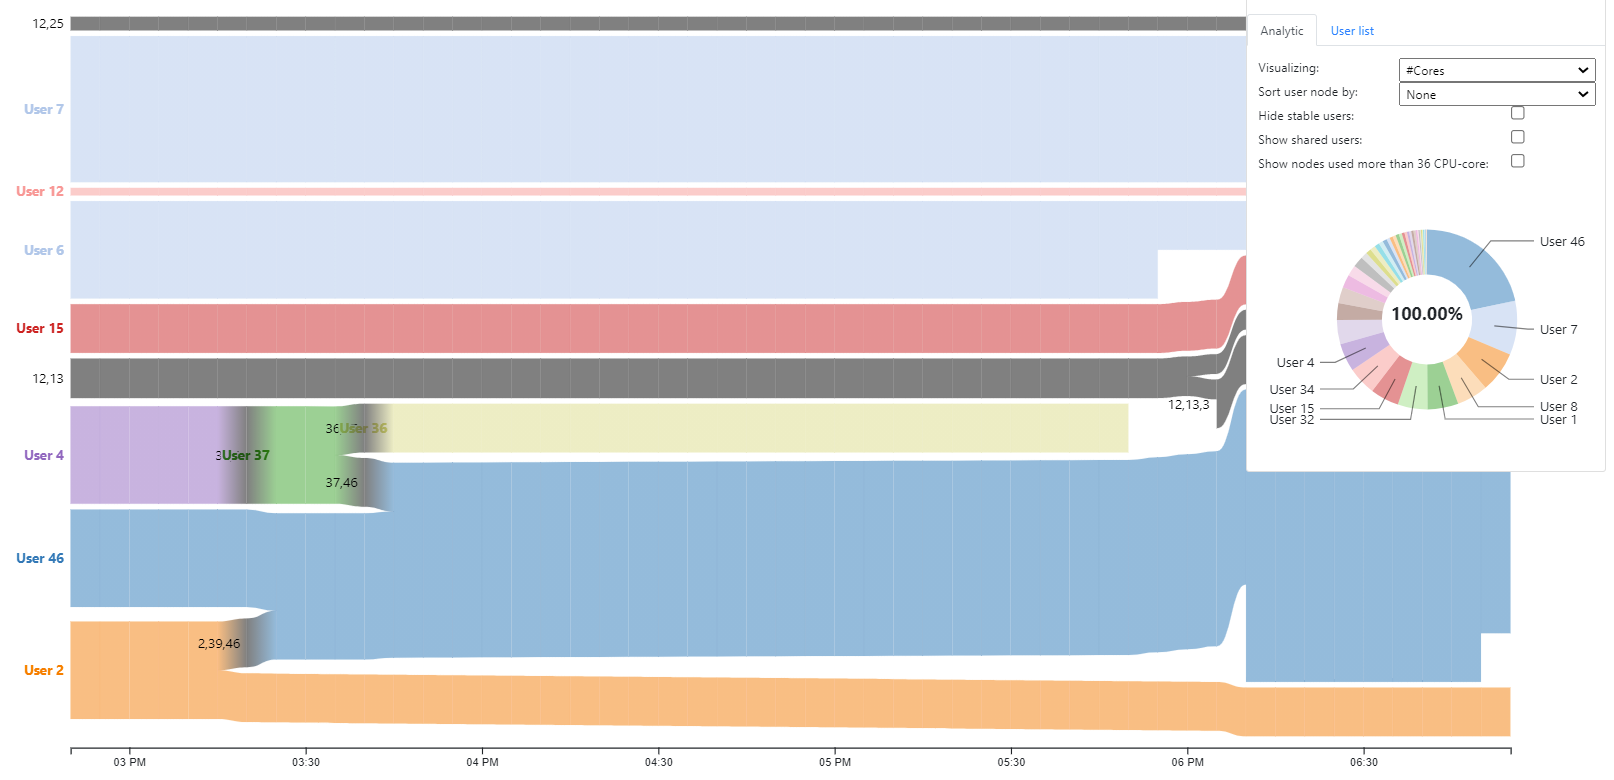 12,25
User 7
User 12
User 6
User 15
12,13
12,13,3
User 4
3
User 37
36
User 36
37,46
User 46
2,39,46
User 2
03 PM
03:30
04 PM
04:30
05 PM
05:30
06 PM
06:30
Analytic
User list
Visualizing:
#Cores
Sort user node by:
None
Hide stable users:
Show shared users:
Show nodes used more than 36 CPU-core:
User 46
100.00%
User 7
User 4
User 2
User 34
User 8
User 15
User 32
User 1